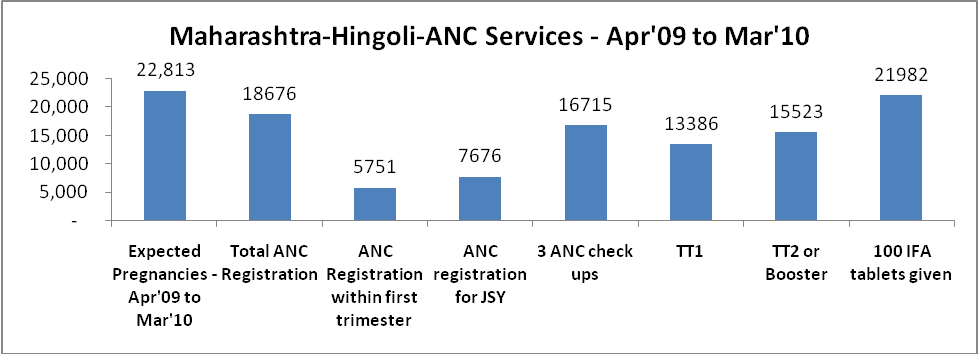 Maharashtra-Hingoli-ANC Services - Apr'09 to Mar'10
25,000
20,000
15,000
10,000
5,000
-
22,813
18676
5751
7676
16715
13386
15523
21982
Expected
Pregnancies -
Apr'09 to
Mar'10
Total ANC
Registration
ANC
Registration
within first
trimester
ANC
registration
for JSY
3 ANC check
ups
TT1
TT2 or
Booster
100 IFA
tablets given